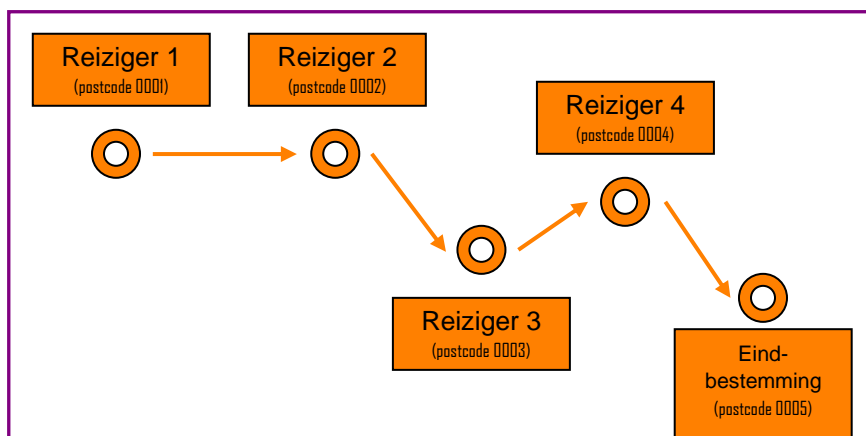 Reiziger 1
(postcode 0001)
Reiziger 2
(postcode 0002)
Reiziger 4
(postcode 0004)
Reiziger 3
(postcode 0003)
Eind-
bestemming
(postcode 0005)